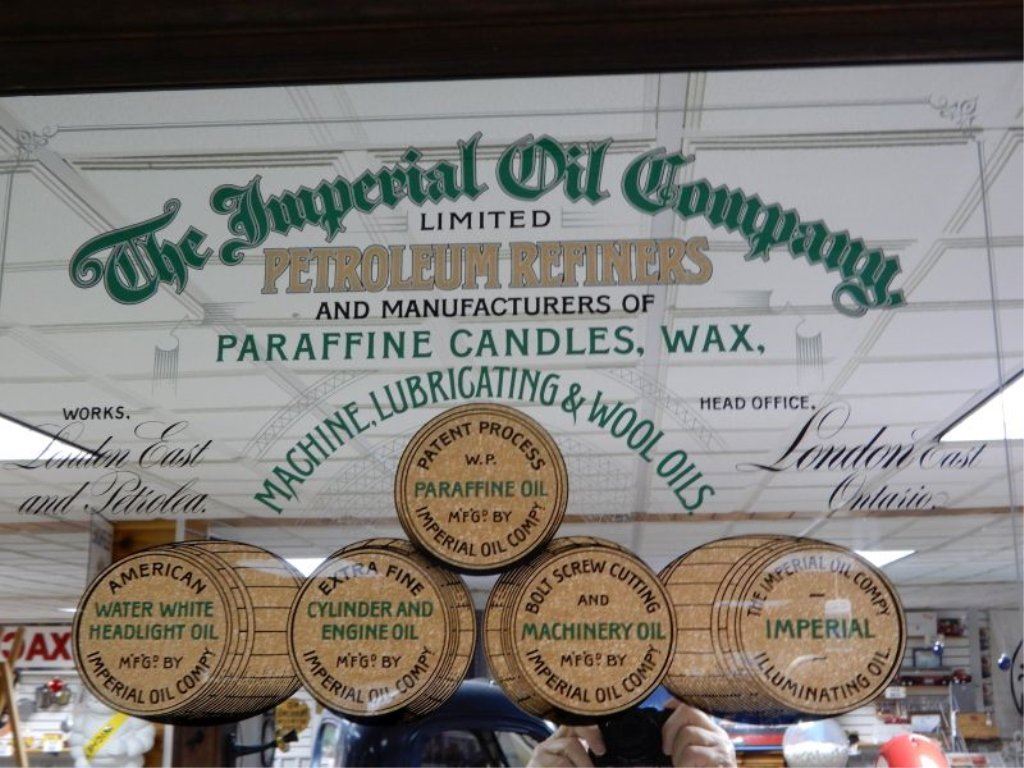 The Imperial Oil Company,
LIMITED
PETROLEUM REFINERS
AND MANUFACTURERS OF
PARAFFINE CANDLES, WAX,
MACHINE, LUBRICATING & WOOL OILS.
WORKS.
London East
and Petrolea.
HEAD OFFICE.
London East
Ontario.
PATENT PROCESS
W.P.
PARAFFINE OIL
M'F'G'D BY
IMPERIAL OIL COMPY
AMERICAN
WATER WHITE
HEADLIGHT OIL
M'F'G'D BY
IMPERIAL OIL COMPY
EXTRA FINE
CYLINDER AND
ENGINE OIL
M'F'G'D BY
IMPERIAL OIL COMPY
BOLT SCREW CUTTING
AND
MACHINERY OIL
M'F'G'D BY
IMPERIAL OIL COMPY
THE IMPERIAL OIL COMPY
IMPERIAL
ILLUMINATING OIL